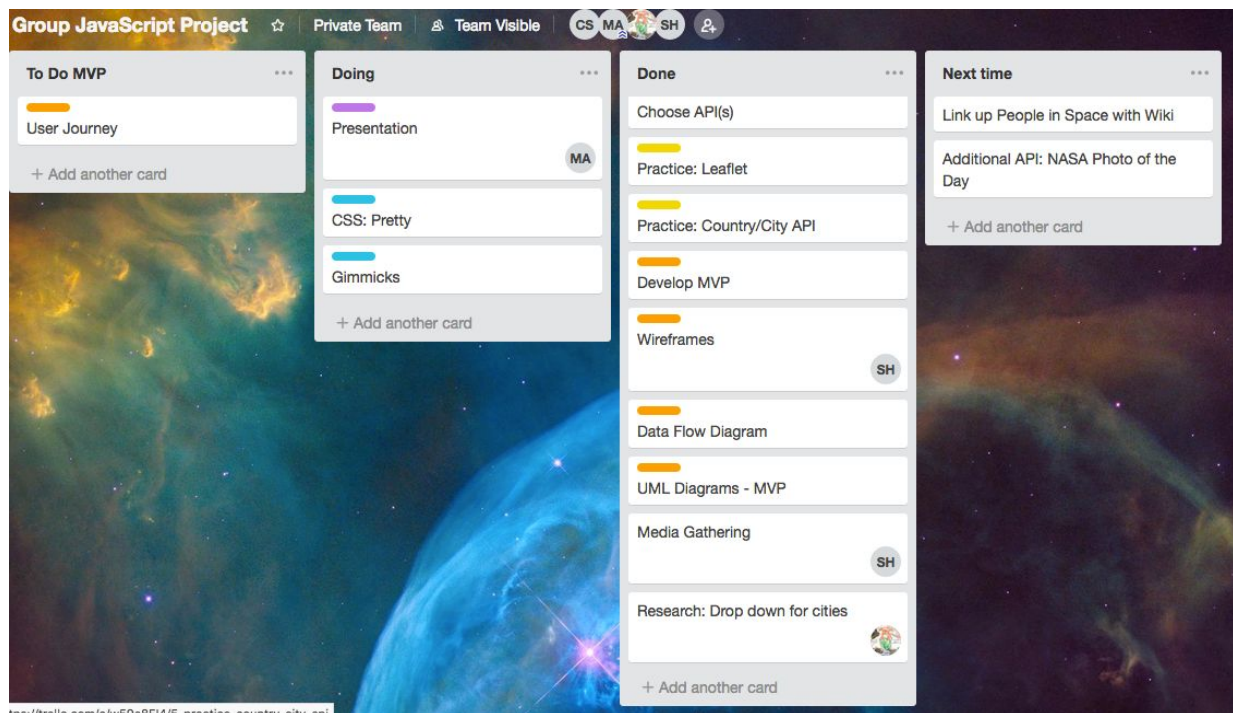 Group JavaScript Project
Private Team
Team Visible
CS
MA
SH
To Do MVP
User Journey
+ Add another card
Doing
Presentation
MA
CSS: Pretty
Gimmicks
+ Add another card
Done
Choose API(s)
Practice: Leaflet
Practice: Country/City API
Develop MVP
Wireframes
SH
Data Flow Diagram
UML Diagrams - MVP
Media Gathering
SH
Research: Drop down for cities
+ Add another card
Next time
Link up People in Space with Wiki
Additional API: NASA Photo of the
Day
+ Add another card